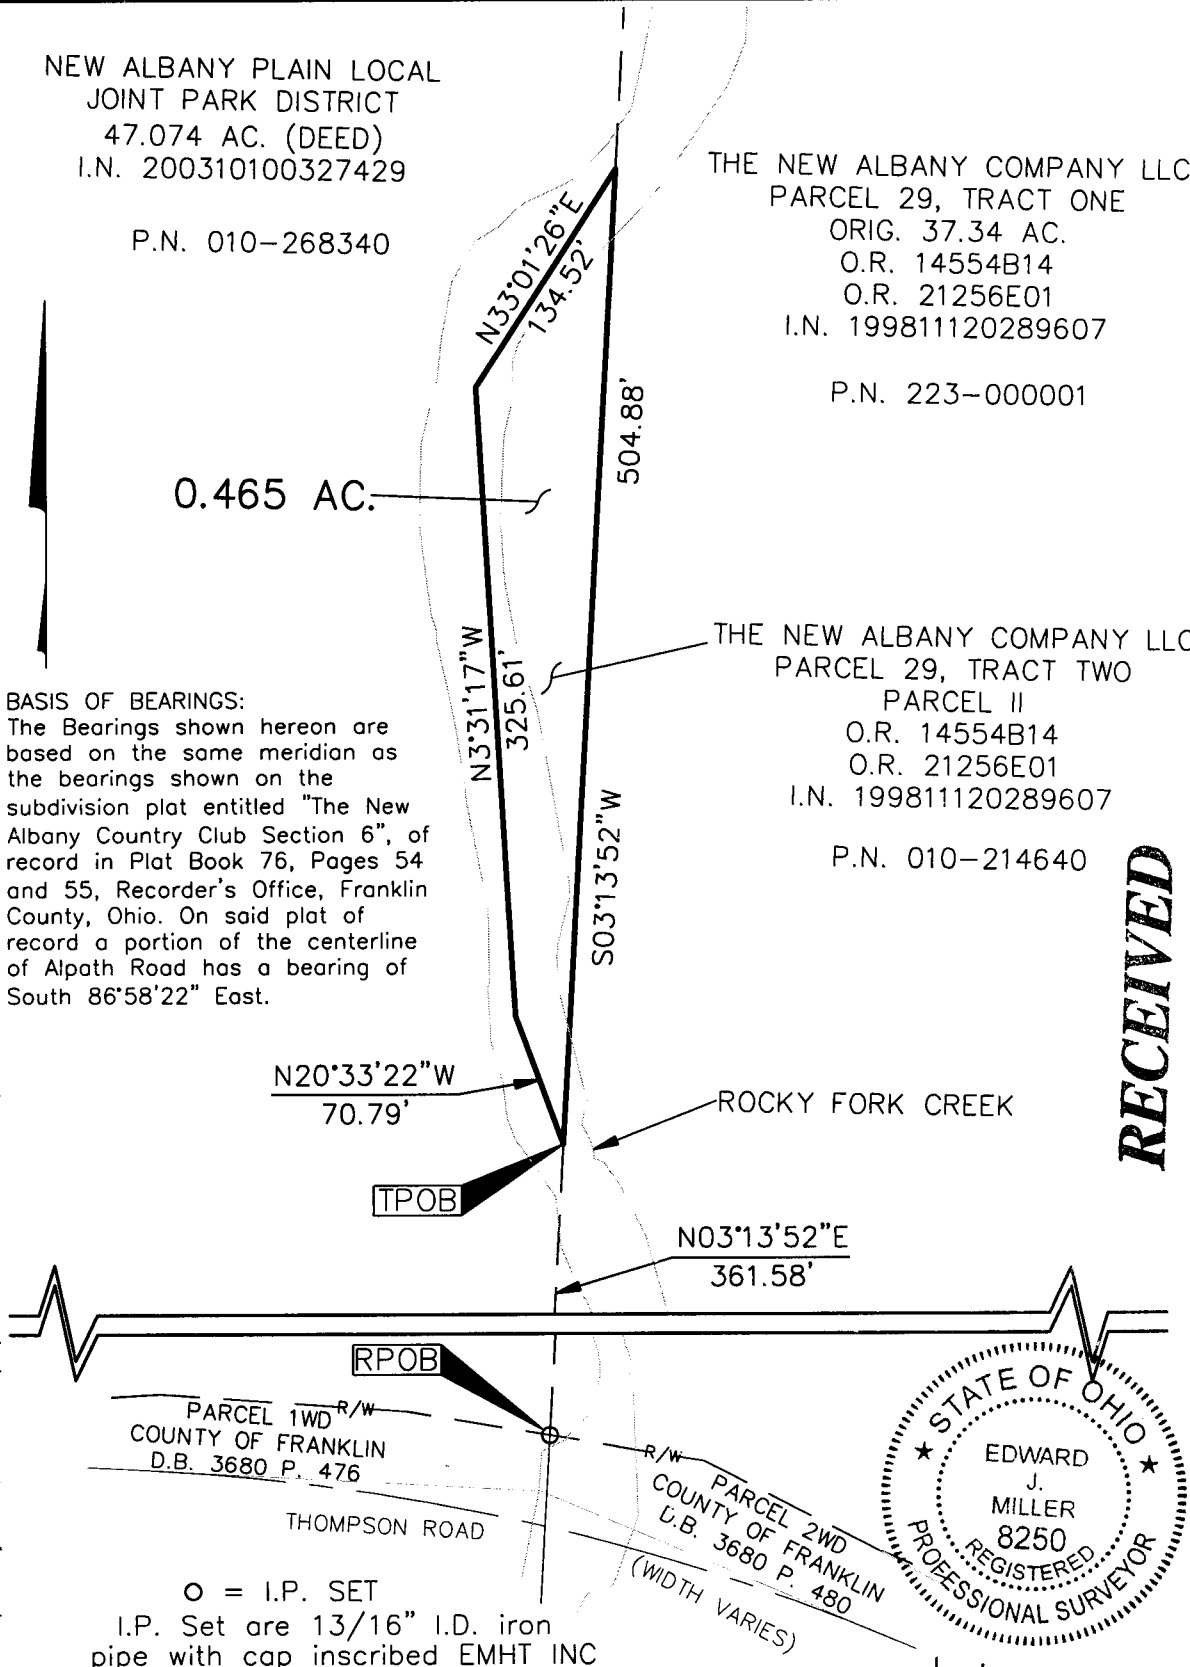 NEW ALBANY PLAIN LOCAL
JOINT PARK DISTRICT
47.074 AC. (DEED)
I.N. 200310100327429
P.N. 010-268340
THE NEW ALBANY COMPANY LLC
PARCEL 29, TRACT ONE
ORIG. 37.34 AC.
O.R. 14554B14
O.R. 21256E01
I.N. 199811120289607
P.N. 223-000001
N33°01'26"E
134.52'
504.88'
0.465 AC.
THE NEW ALBANY COMPANY LLC
PARCEL 29, TRACT TWO
PARCEL II
O.R. 14554B14
O.R. 21256E01
I.N. 199811120289607
P.N. 010-214640
N3°31'17"W
325.61'
S03°13'52"W
BASIS OF BEARINGS:
The Bearings shown hereon are
based on the same meridian as
the bearings shown on the
subdivision plat entitled "The New
Albany Country Club Section 6", of
record in Plat Book 76, Pages 54
and 55, Recorder's Office, Franklin
County, Ohio. On said plat of
record a portion of the centerline
of Alpath Road has a bearing of
South 86°58'22" East.
RECEIVED
N20°33'22"W
70.79'
ROCKY FORK CREEK
TPOB
N03°13'52"E
361.58'
RPOB
PARCEL 1WD R/W
COUNTY OF FRANKLIN
D.B. 3680 P. 476
R/W PARCEL 2WD
COUNTY OF FRANKLIN
D.B. 3680 P. 480
THOMPSON ROAD
(WIDTH VARIES)
STATE OF OHIO
EDWARD
J.
MILLER
8250
REGISTERED
PROFESSIONAL SURVEYOR
O = I.P. SET
I.P. Set are 13/16" I.D. iron
pipe with cap inscribed EMHT INC